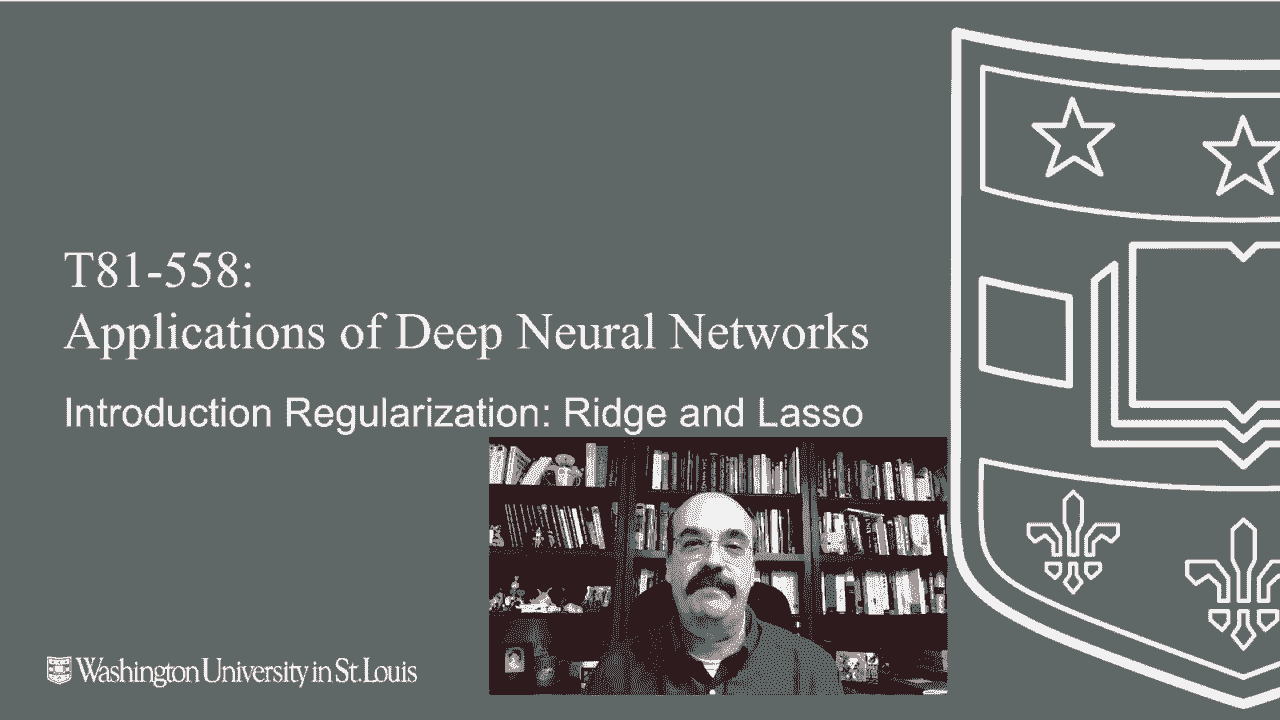 T81-558:
Applications of Deep Neural Networks
Introduction Regularization: Ridge and Lasso
Washington University in St. Louis